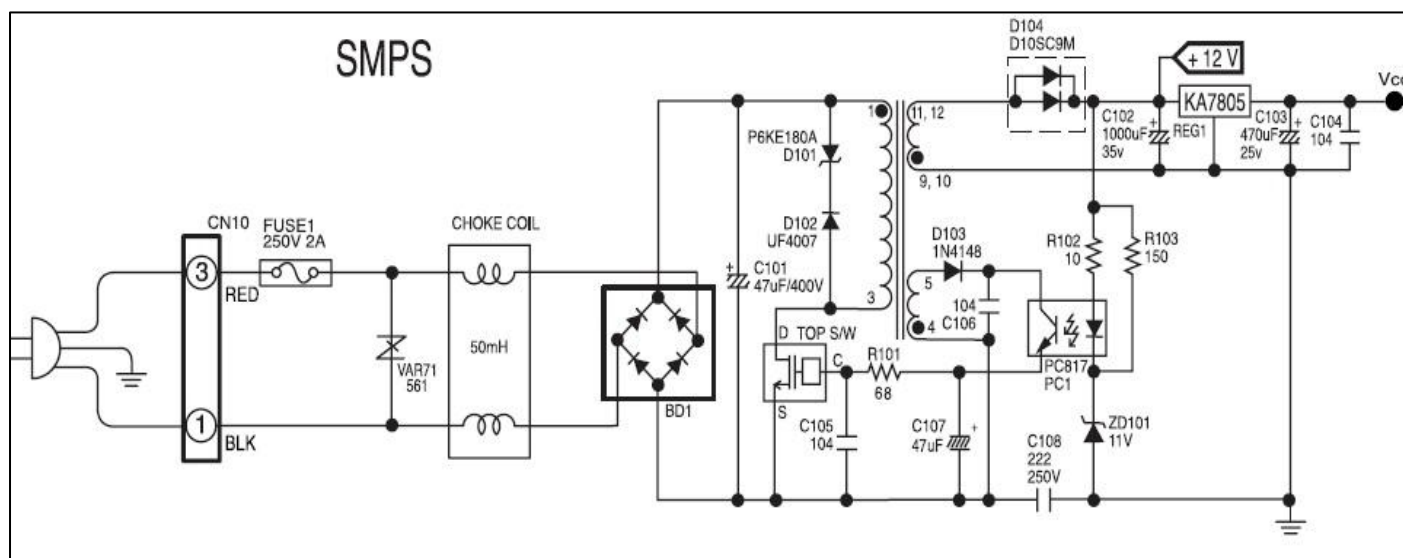 SMPS
D104
D10SC9M
+ 12 V
Vcc
KA7805
REG1
C102
1000uF
35v
+
C103
470uF
25v
+
C104
104
1
11, 12
9, 10
P6KE180A
D101
D102
UF4007
CN10
FUSE1
250V 2A
CHOKE COIL
3
RED
+
C101
47uF/400V
D103
1N4148
R102
10
R103
150
3
5
4
104
C106
50mH
VAR71
561
D TOP S/W
C
S
R101
68
PC817
PC1
BD1
1
BLK
C105
104
C107
47uF
+
C108
222
250V
ZD101
11V